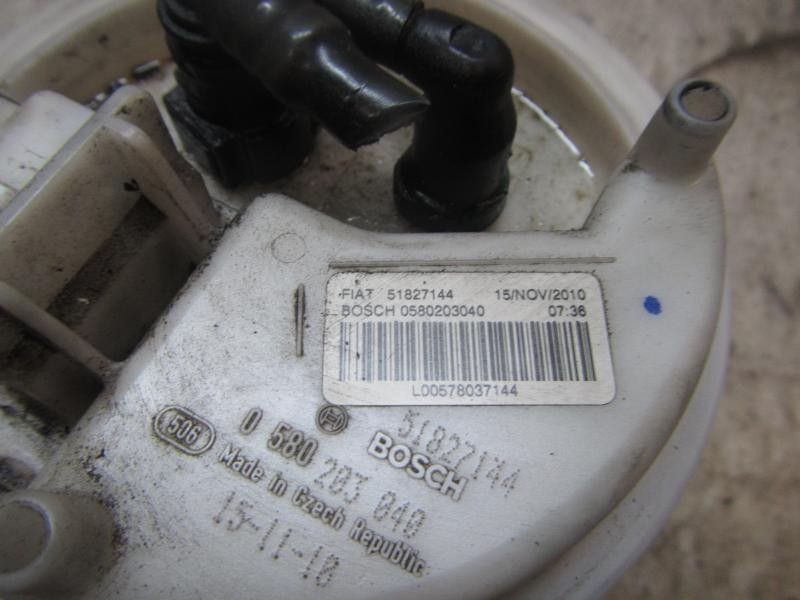 FIAT 51827144 15/NOV/2010
BOSCH 0580203040 07:36
L00578037144
51827144
BOSCH
506
0 580 203 040
Made in Czech Republic
15-11-10